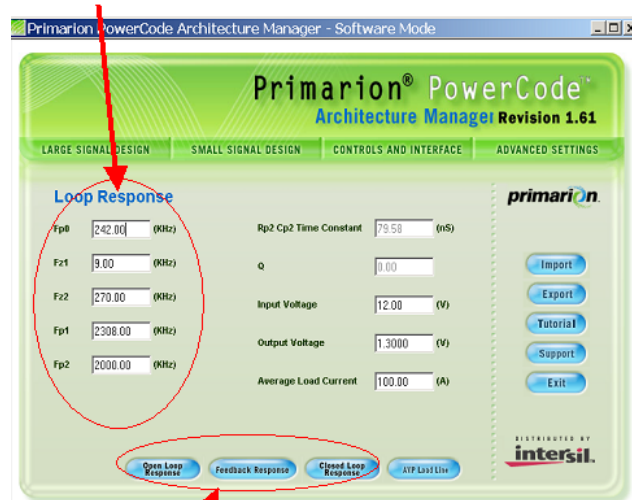 Primarion PowerCode Architecture Manager - Software Mode
Primarion® PowerCode™
Architecture Manager Revision 1.61
LARGE SIGNAL DESIGN SMALL SIGNAL DESIGN CONTROLS AND INTERFACE ADVANCED SETTINGS
Loop Response
primarion.
Fp0 242.00 (KHz) Rp2 Cp2 Time Constant 79.58 (nS)
Fz1 9.00 (KHz) Q 0.00
Import
Fz2 270.00 (KHz) Input Voltage 12.00 (V)
Export
Tutorial
Fp1 2308.00 (KHz) Output Voltage 1.3000 (V)
Support
Fp2 2000.00 (KHz) Average Load Current 100.00 (A)
Exit
DISTRIBUTED BY
intersil.
Open Loop Response Feedback Response Closed Loop Response ATP Load Line